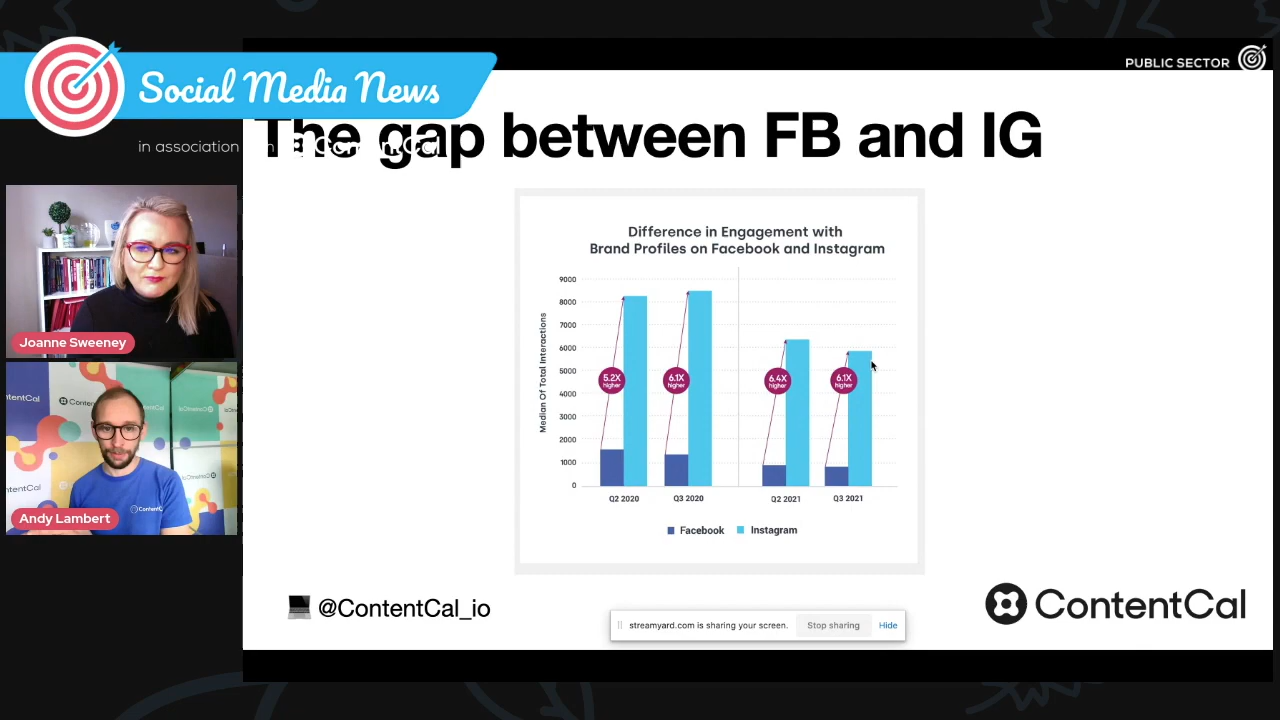 Social Media News
in association
PUBLIC SECTOR
The gap between FB and IG
Difference in Engagement with
Brand Profiles on Facebook and Instagram
Median Of Total Interactions
9000
8000
7000
6000
5000
4000
3000
2000
1000
0
5.2X
higher
6.1X
higher
6.4X
higher
6.1X
higher
Q2 2020
Q3 2020
Q2 2021
Q3 2021
Facebook
Instagram
Joanne Sweeney
Andy Lambert
@ContentCal_io
ContentCal
streamyard.com is sharing your screen.
Stop sharing
Hide